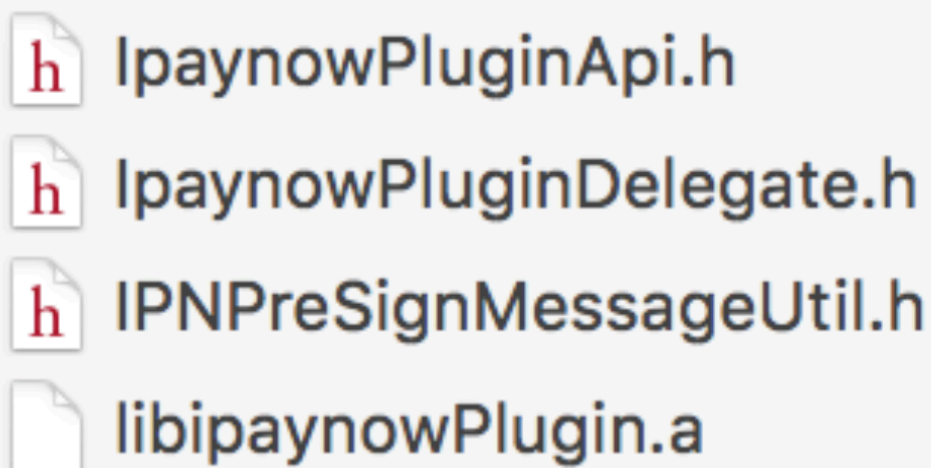 h IpaynowPluginApi.h
h IpaynowPluginDelegate.h
h IPNPreSignMessageUtil.h
libipaynowPlugin.a